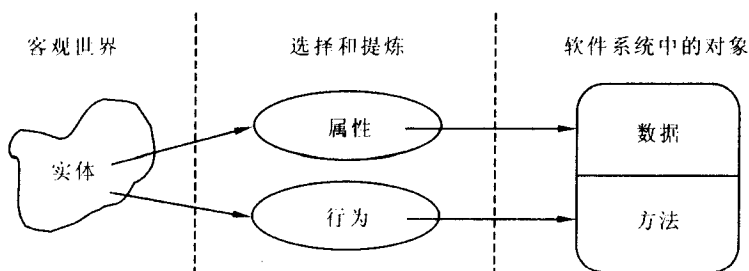 客观世界
选择和提炼
软件系统中的对象
实体
属性
数据
行为
方法